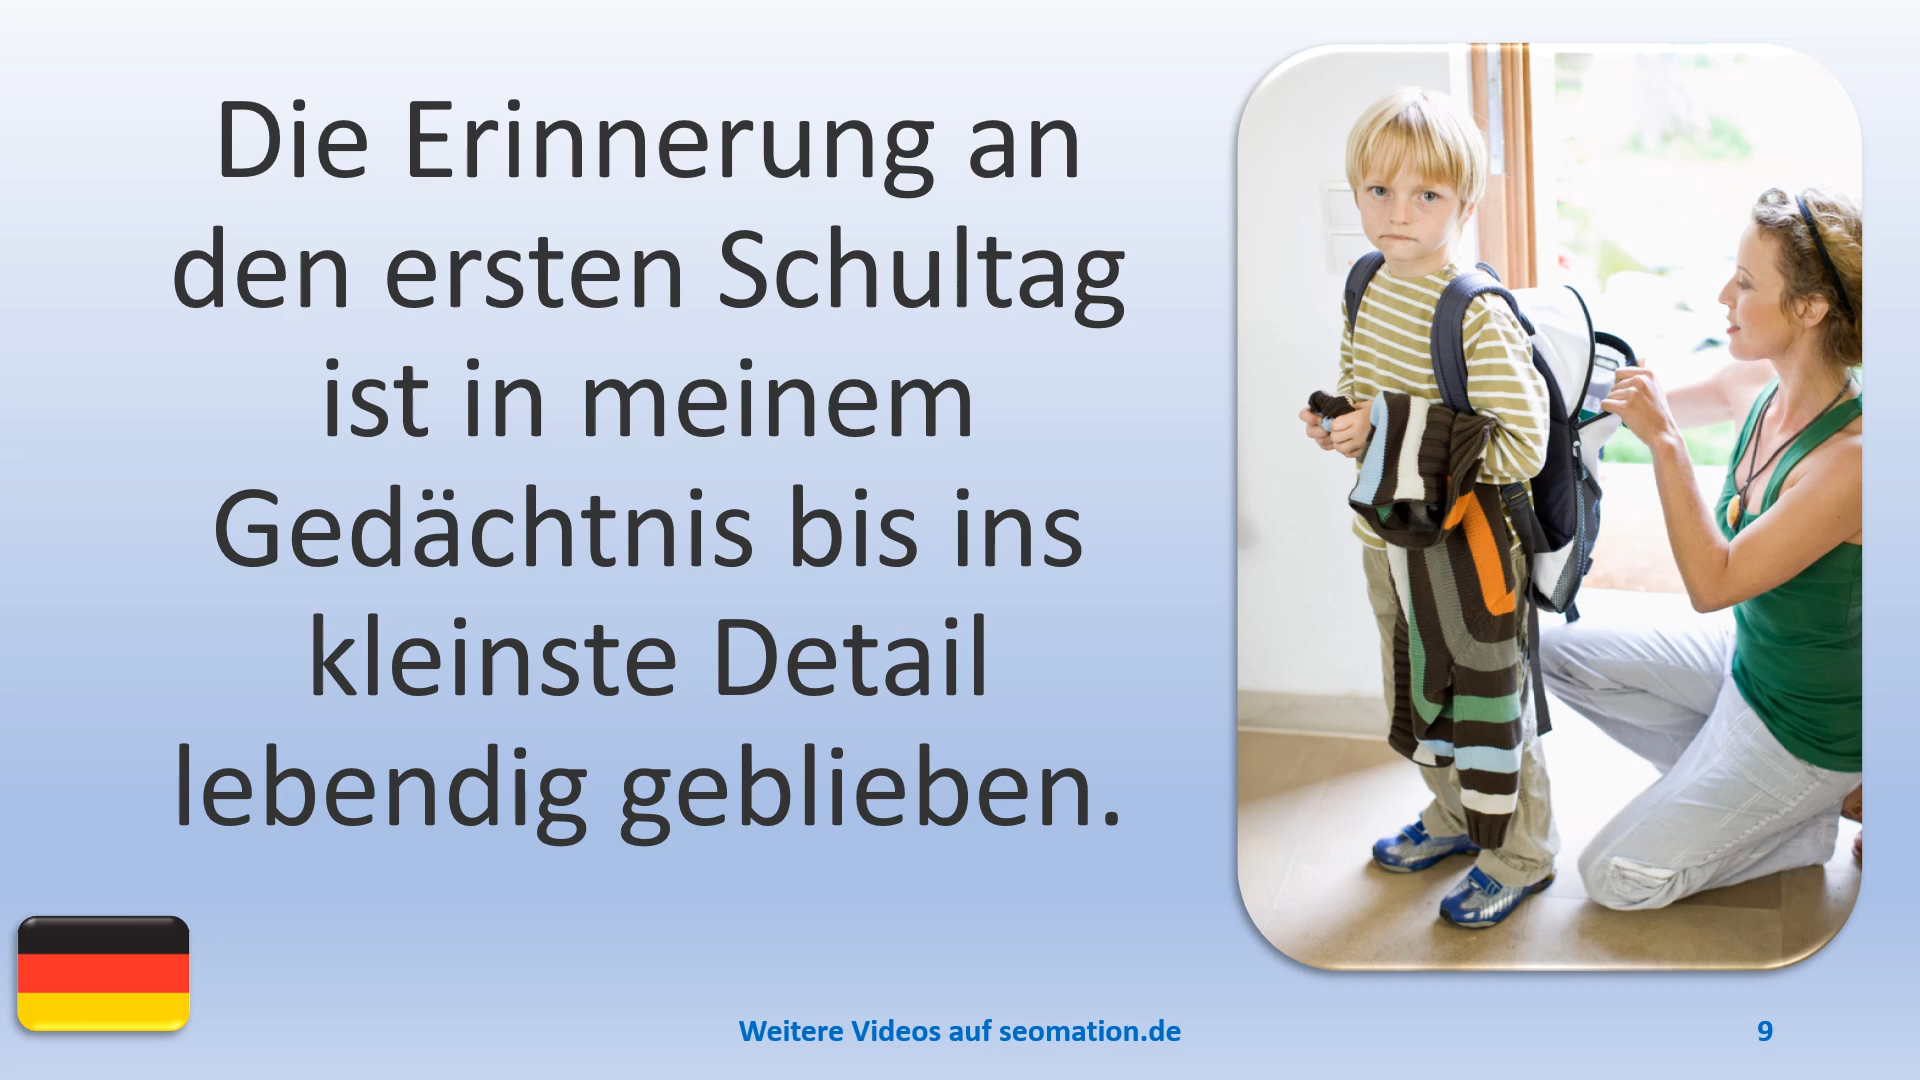 Die Erinnerung an
den ersten Schultag
ist in meinem
Gedächtnis bis ins
kleinste Detail
lebendig geblieben.
Weitere Videos auf seomation.de
9